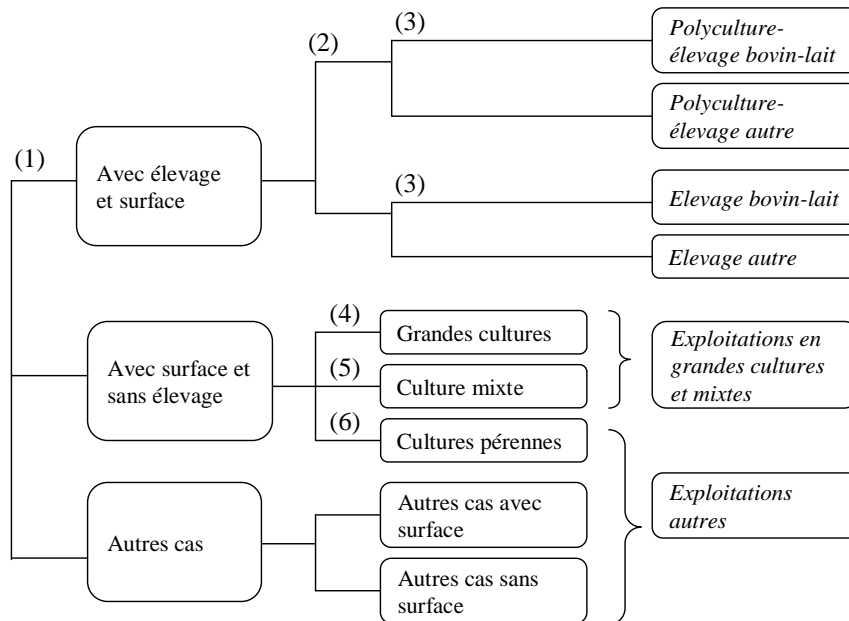 (1)
Avec élevage
et surface
(2)
(3)
Polyculture-
élevage bovin-lait
Polyculture-
élevage autre
(3)
Elevage bovin-lait
Elevage autre
Avec surface et
sans élevage
(4)
Grandes cultures
(5)
Culture mixte
(6)
Cultures pérennes
Exploitations en
grandes cultures
et mixtes
Autres cas
Autres cas avec
surface
Autres cas sans
surface
Exploitations
autres